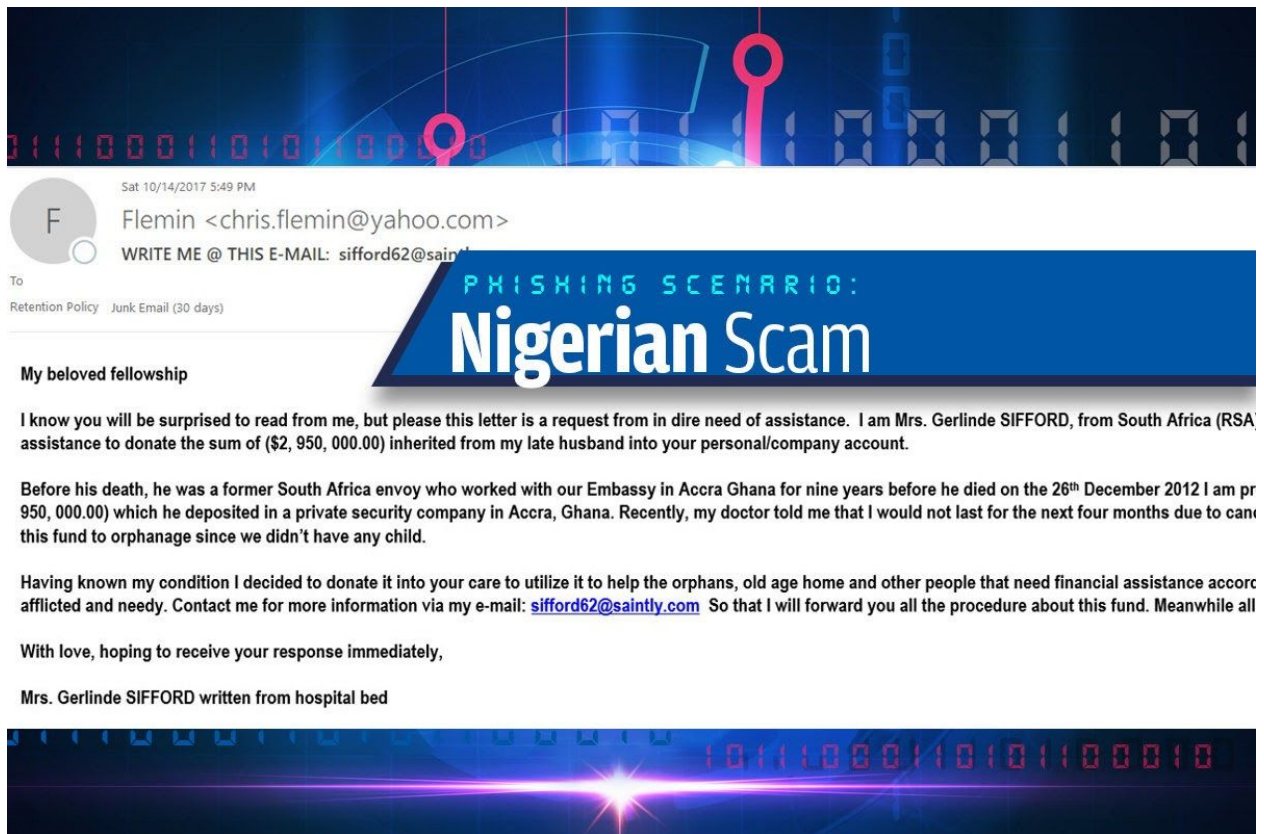 Sat 10/14/2017 5:49 PM
F
Flemin <chris.flemin@yahoo.com>
WRITE ME @ THIS E-MAIL: sifford62@saintl
To
Retention Policy Junk Email (30 days)
PHISHING SCENARIO:
Nigerian Scam
My beloved fellowship
I know you will be surprised to read from me, but please this letter is a request from in dire need of assistance. I am Mrs. Gerlinde SIFFORD, from South Africa (RSA)
assistance to donate the sum of ($2, 950, 000.00) inherited from my late husband into your personal/company account.
Before his death, he was a former South Africa envoy who worked with our Embassy in Accra Ghana for nine years before he died on the 26th December 2012 I am pr
950, 000.00) which he deposited in a private security company in Accra, Ghana. Recently, my doctor told me that I would not last for the next four months due to canc
this fund to orphanage since we didn't have any child.
Having known my condition I decided to donate it into your care to utilize it to help the orphans, old age home and other people that need financial assistance accord
afflicted and needy. Contact me for more information via my e-mail: sifford62@saintly.com So that I will forward you all the procedure about this fund. Meanwhile all
With love, hoping to receive your response immediately,
Mrs. Gerlinde SIFFORD written from hospital bed
10111000110101100010